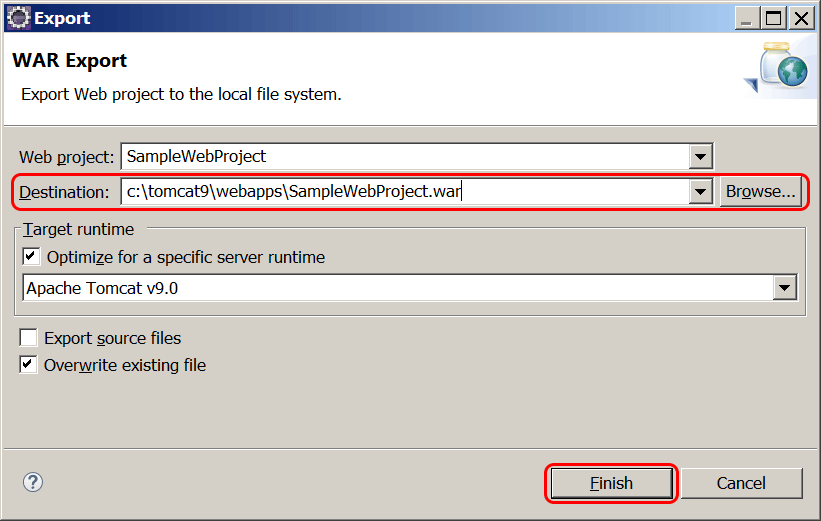 Export
WAR Export
Export Web project to the local file system.
Web project: SampleWebProject
Destination: c:\tomcat9\webapps\SampleWebProject.war Browse...
Target runtime
Optimize for a specific server runtime
Apache Tomcat v9.0
Export source files
Overwrite existing file
? Finish Cancel